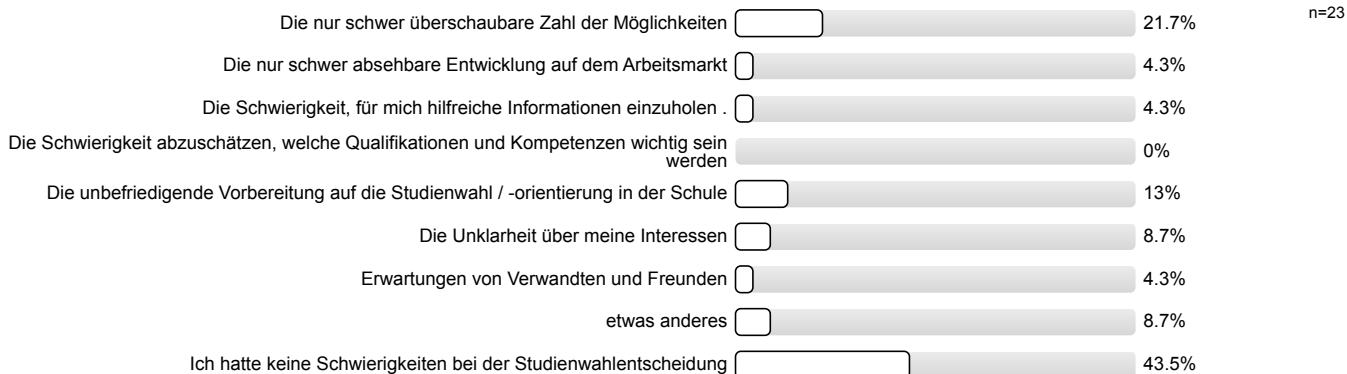 Die nur schwer überschaubare Zahl der Möglichkeiten 21.7% n=23
Die nur schwer absehbare Entwicklung auf dem Arbeitsmarkt 4.3%
Die Schwierigkeit, für mich hilfreiche Informationen einzuholen . 4.3%
Die Schwierigkeit abzuschätzen, welche Qualifikationen und Kompetenzen wichtig sein
werden 0%
Die unbefriedigende Vorbereitung auf die Studienwahl / -orientierung in der Schule 13%
Die Unklarheit über meine Interessen 8.7%
Erwartungen von Verwandten und Freunden 4.3%
etwas anderes 8.7%
Ich hatte keine Schwierigkeiten bei der Studienwahlentscheidung 43.5%